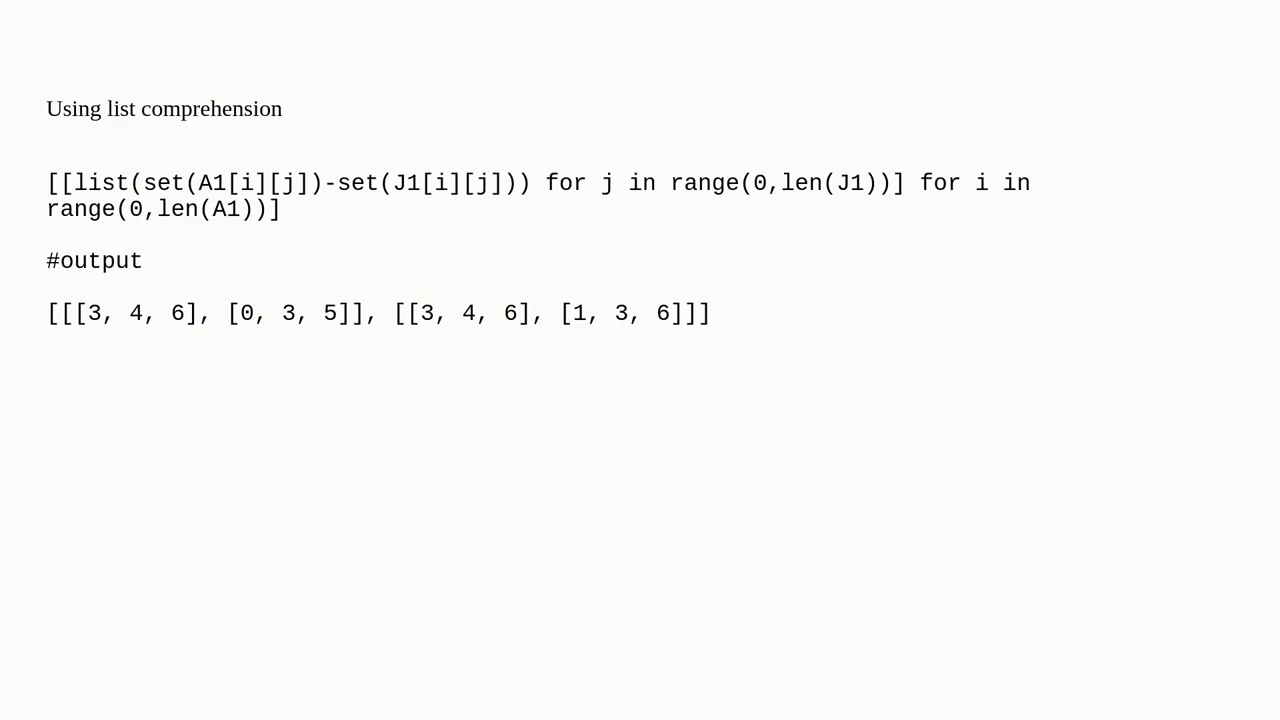 Using list comprehension
[[list(set(A1[i][j])-set(J1[i][j])) for j in range(0,len(J1))] for i in
range(0,len(A1))]
#output
[[[3, 4, 6], [0, 3, 5]], [[3, 4, 6], [1, 3, 6]]]